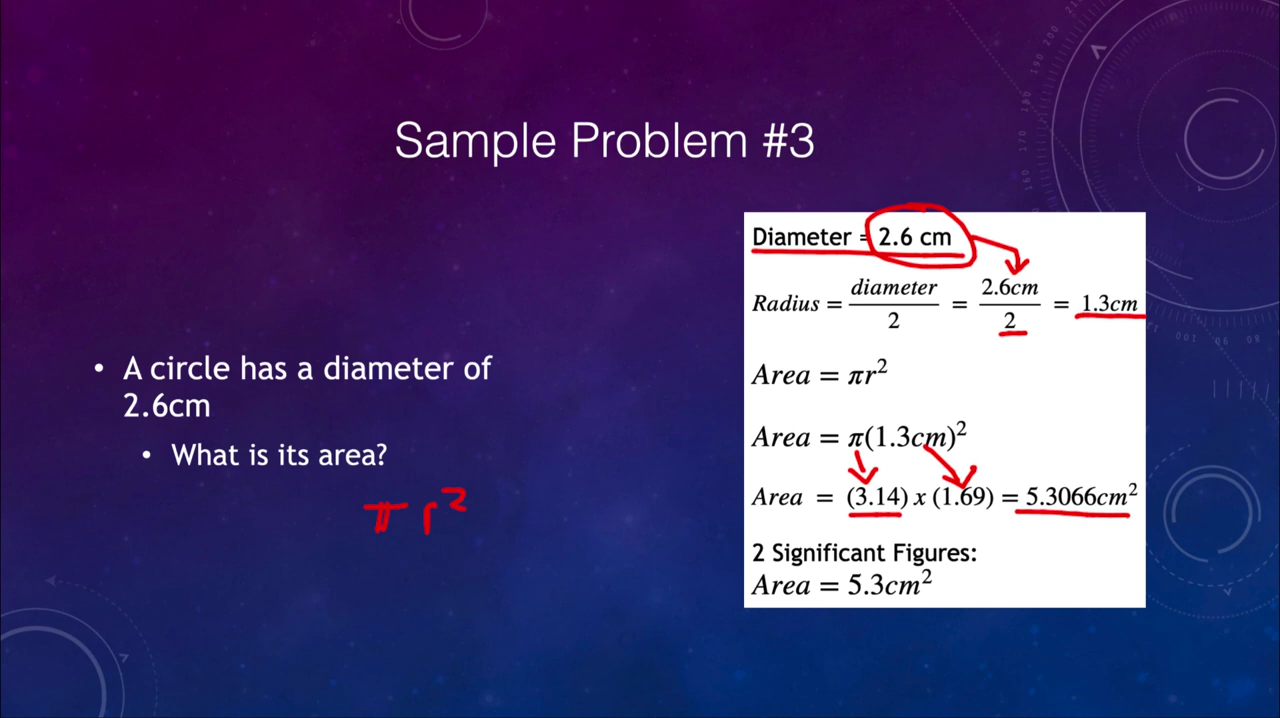 Sample Problem #3
• A circle has a diameter of
2.6cm
• What is its area?
π r²
Diameter = 2.6 cm
Radius = diameter/2 = 2.6cm/2 = 1.3cm
Area = πr²
Area = π(1.3cm)²
Area = (3.14) x (1.69) = 5.3066cm²
2 Significant Figures:
Area = 5.3cm²